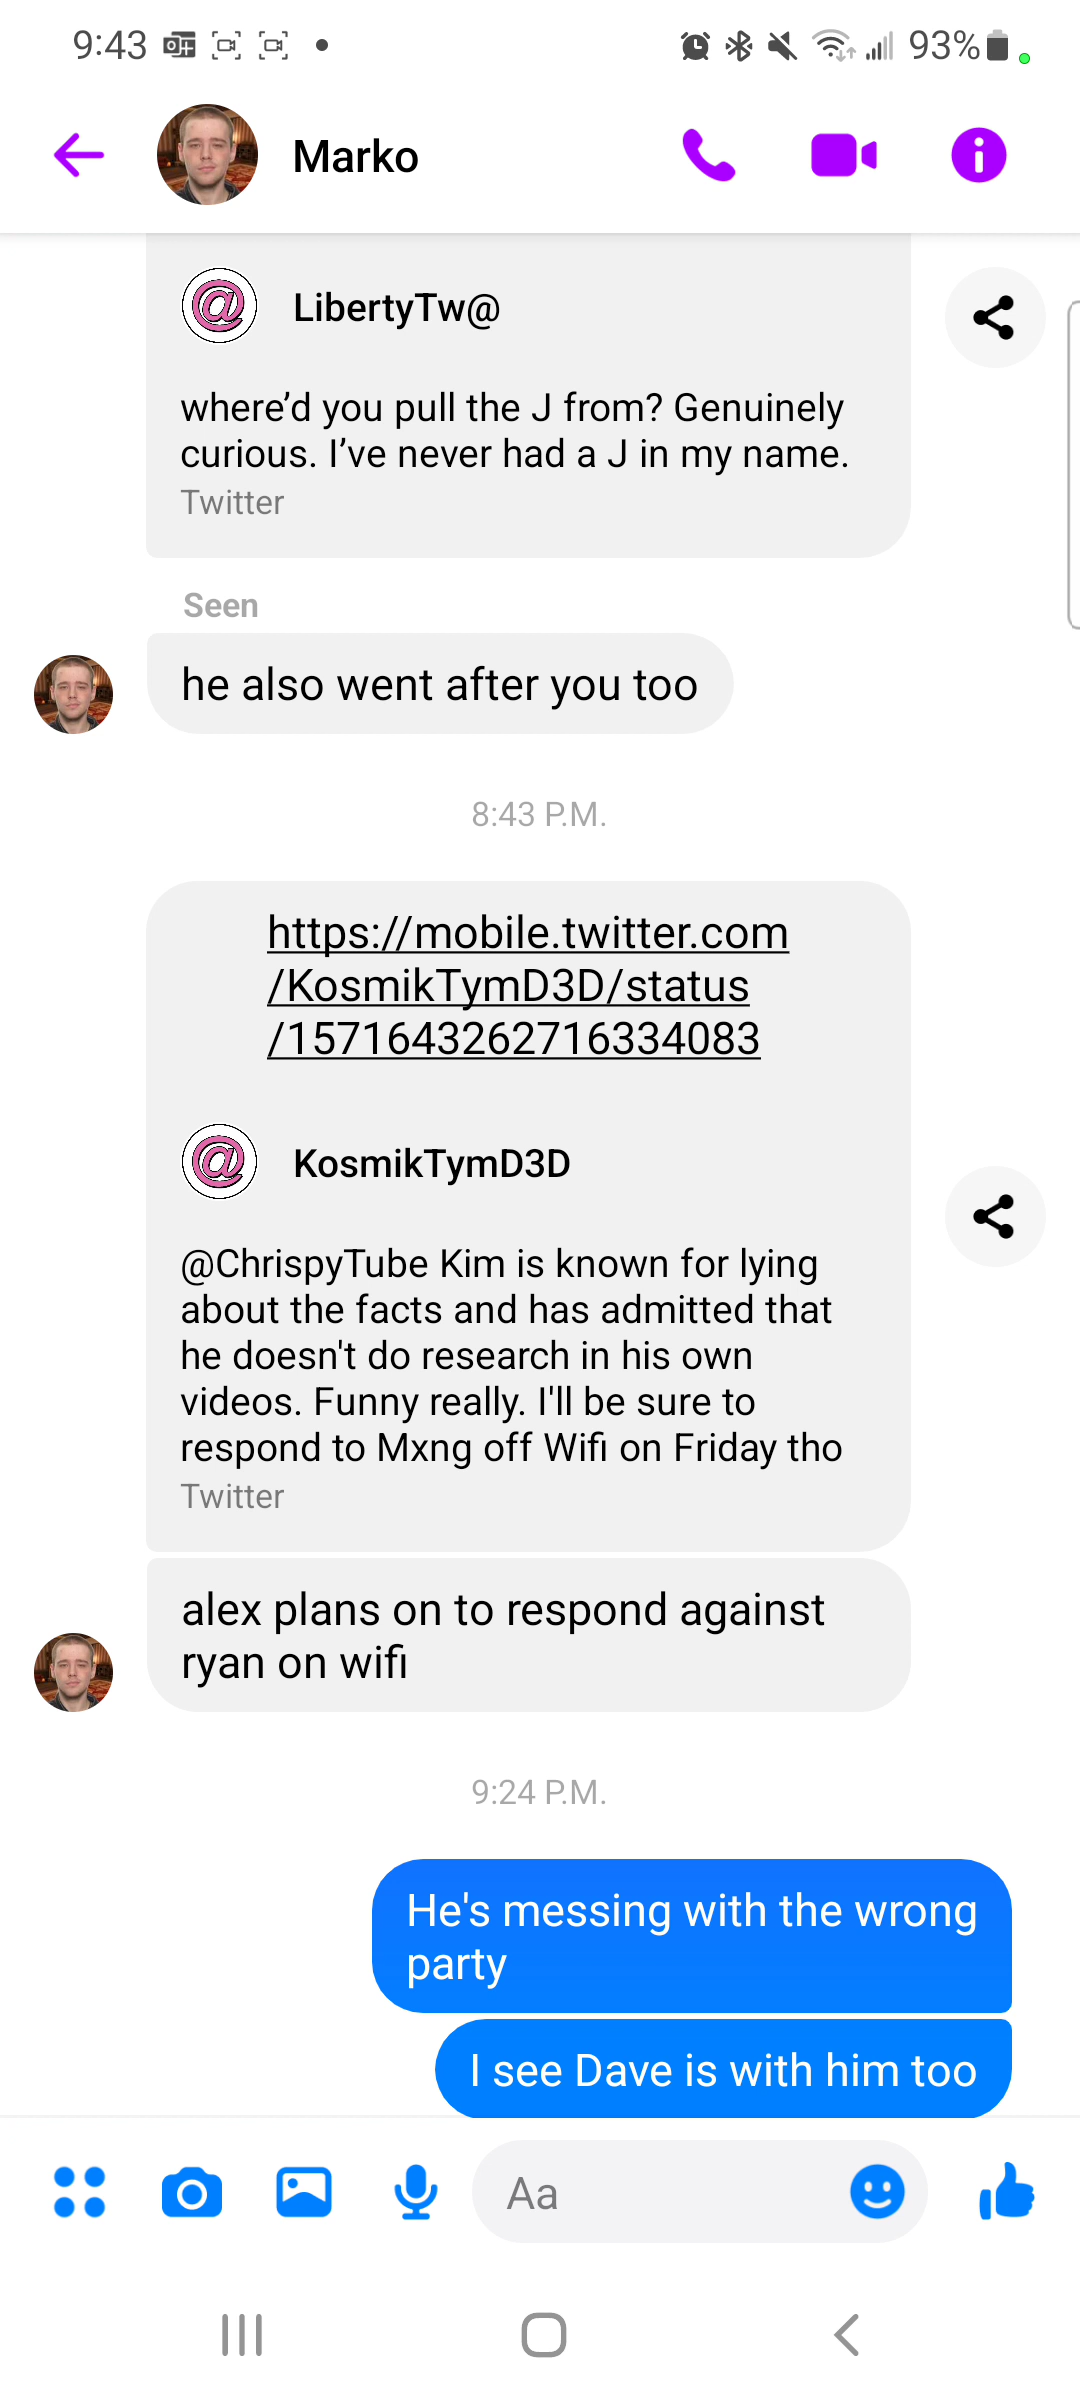 9:43
93%
Marko
LibertyTw@
where’d you pull the J from? Genuinely
curious. I’ve never had a J in my name.
Twitter
Seen
he also went after you too
8:43 P.M.
https://mobile.twitter.com
/KosmikTymD3D/status
/1571643262716334083
KosmikTymD3D
@ChrispyTube Kim is known for lying
about the facts and has admitted that
he doesn't do research in his own
videos. Funny really. I'll be sure to
respond to Mxng off Wifi on Friday tho
Twitter
alex plans on to respond against
ryan on wifi
9:24 P.M.
He's messing with the wrong
party
I see Dave is with him too
Aa